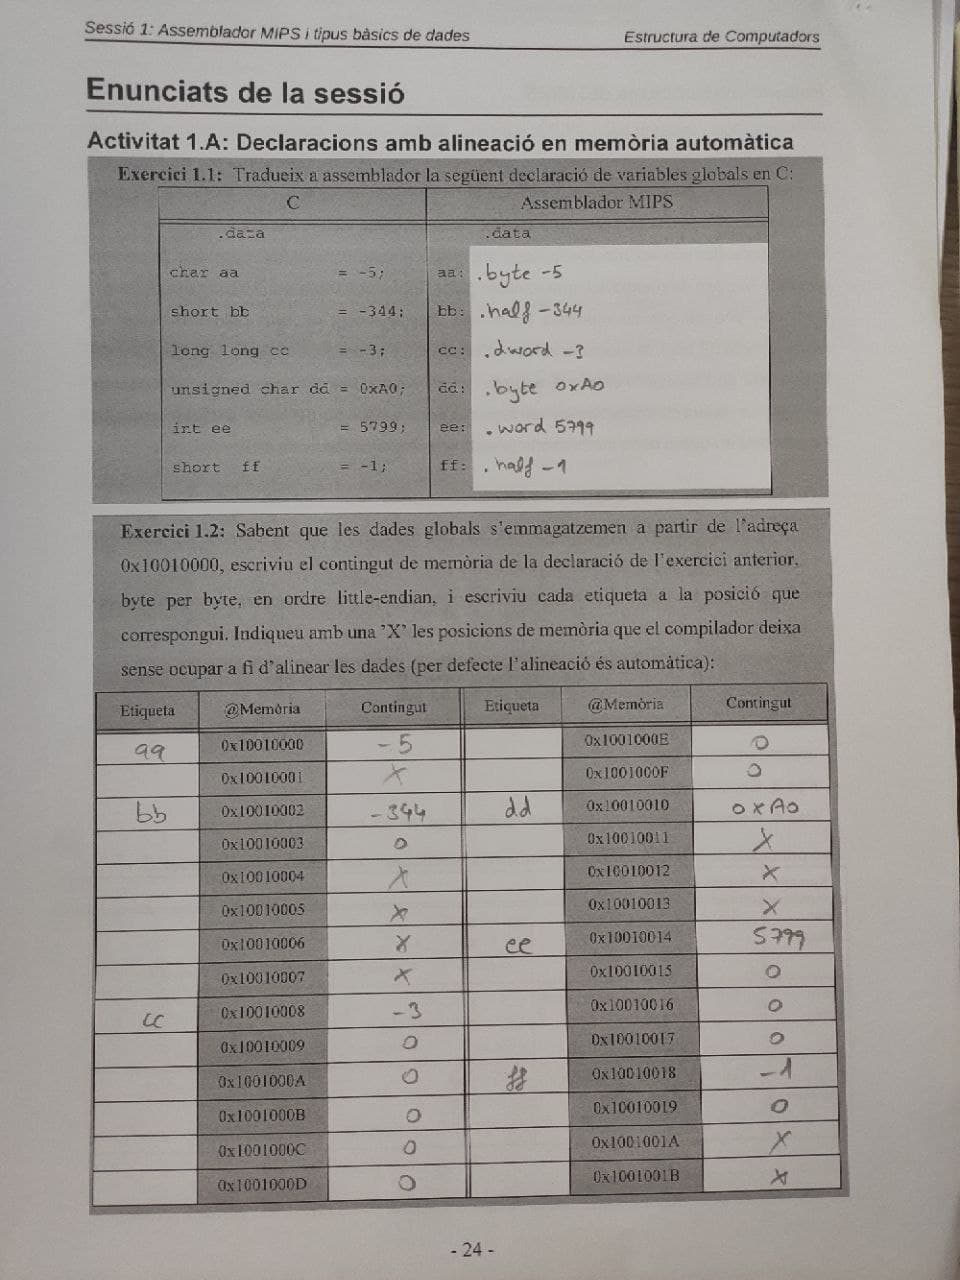 Sessió 1: Assemblador MIPS i tipus bàsics de dades Estructura de Computadors
Enunciats de la sessió
Activitat 1.A: Declaracions amb alineació en memòria automàtica
Exercici 1.1: Tradueix a assemblador la següent declaració de variables globals en C:
C Assemblador MIPS
.data .data
char aa = -5; aa: .byte -5
short bb = -344; bb: .half -344
long long cc = -3; cc: .dword -3
unsigned char dd = 0xA0; dd: .byte 0xA0
int ee = 5799; ee: .word 5799
short ff = -1; ff: .half -1
Exercici 1.2: Sabent que les dades globals s'emmagatzemen a partir de l'adreça
0x10010000, escriviu el contingut de memòria de la declaració de l'exercici anterior,
byte per byte, en ordre little-endian, i escriviu cada etiqueta a la posició que
correspongui. Indiqueu amb una 'X' les posicions de memòria que el compilador deixa
sense ocupar a fi d'alinear les dades (per defecte l'alineació és automàtica):
Etiqueta @Memòria Contingut Etiqueta @Memòria Contingut
aa 0x10010000 -5 0x1001000E 0
0x10010001 X 0x1001000F 0
bb 0x10010002 -344 dd 0x10010010 0xA0
0x10010003 0 0x10010011 X
0x10010004 X 0x10010012 X
0x10010005 X 0x10010013 X
0x10010006 X ee 0x10010014 5799
0x10010007 X 0x10010015 0
cc 0x10010008 -3 0x10010016 0
0x10010009 0 0x10010017 0
0x1001000A 0 ff 0x10010018 -1
0x1001000B 0 0x10010019 0
0x1001000C 0 0x1001001A X
0x1001000D 0 0x1001001B X
- 24 -